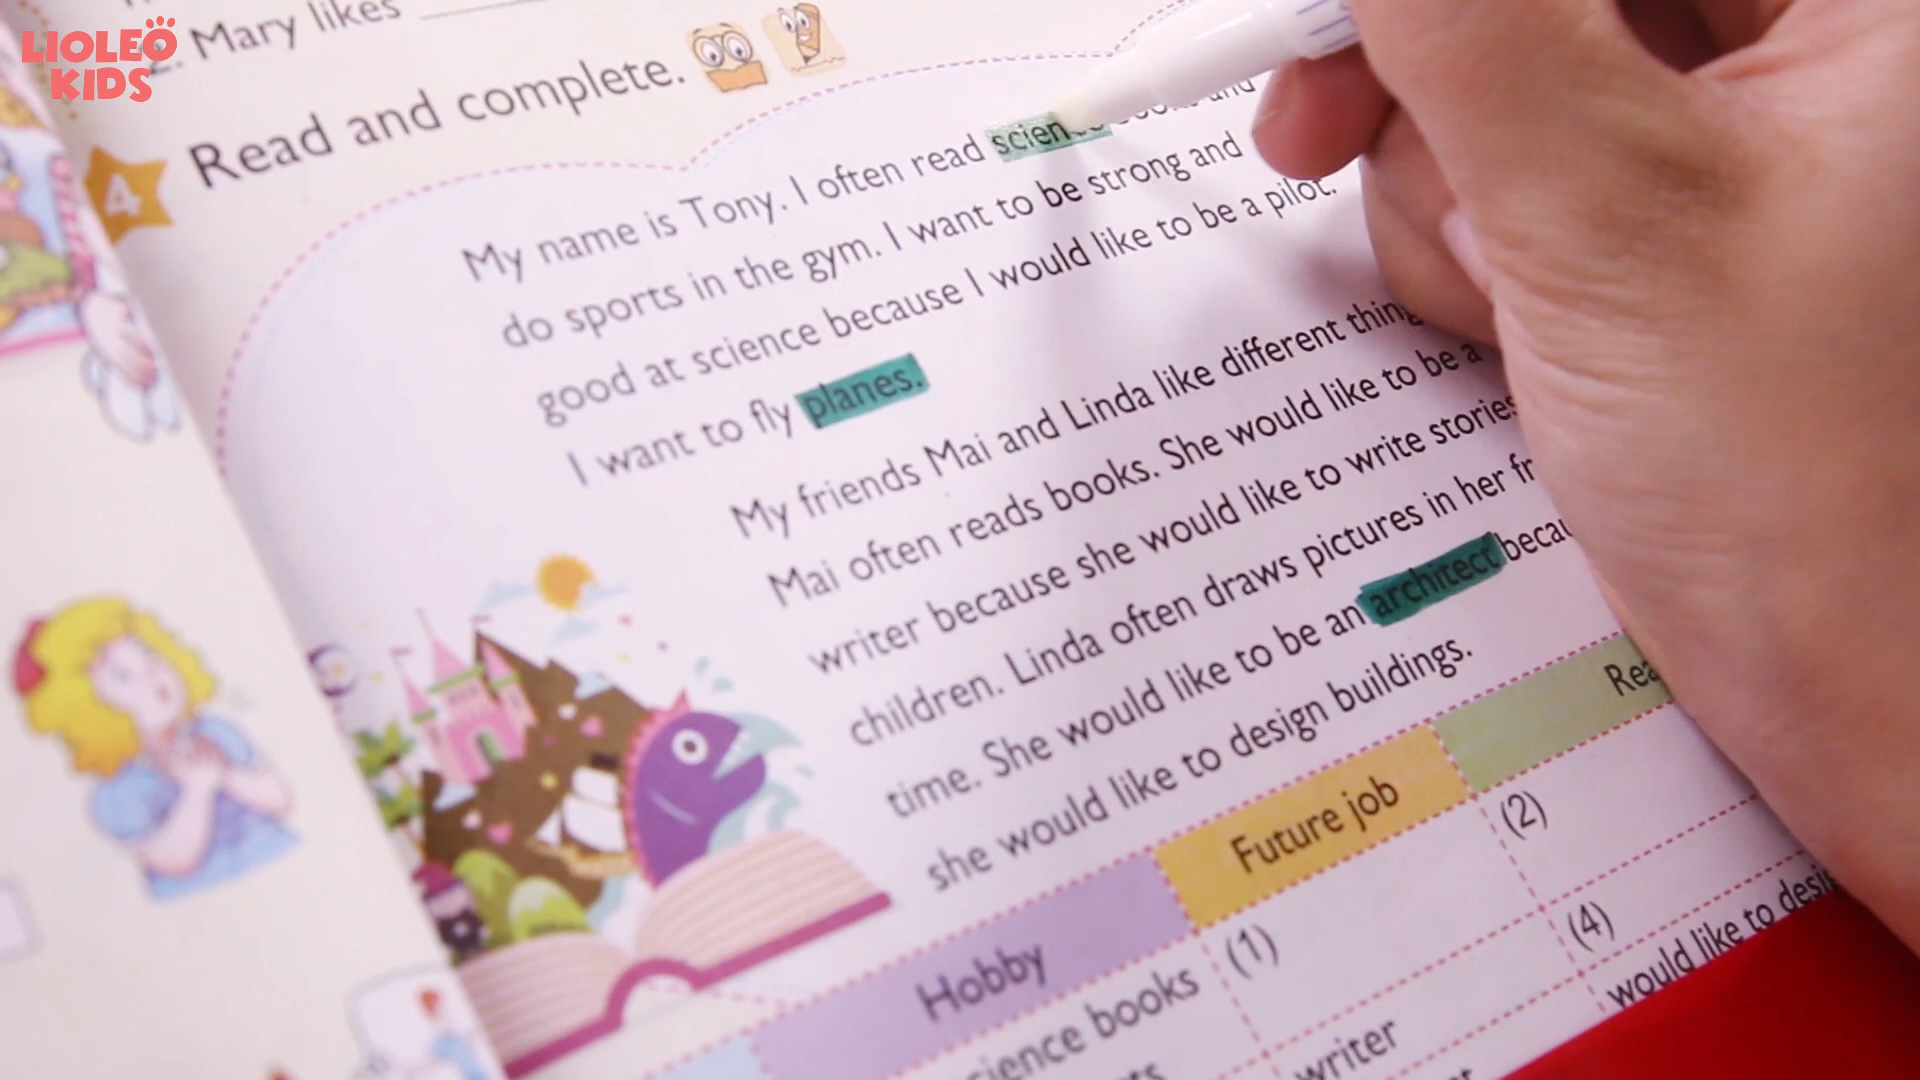 LIOLEO
KIDS
2. Mary likes
4 Read and complete.
My name is Tony. I often read science books and
do sports in the gym. I want to be strong and
good at science because I would like to be a pilot.
I want to fly planes.
My friends Mai and Linda like different
Mai often reads books. She would like to be a
writer because she would like to write stories
children. Linda often draws pictures in her
time. She would like to be an architect
she would like to design buildings.
Hobby Future job
science books (1) (2)
writer (4)
would like to